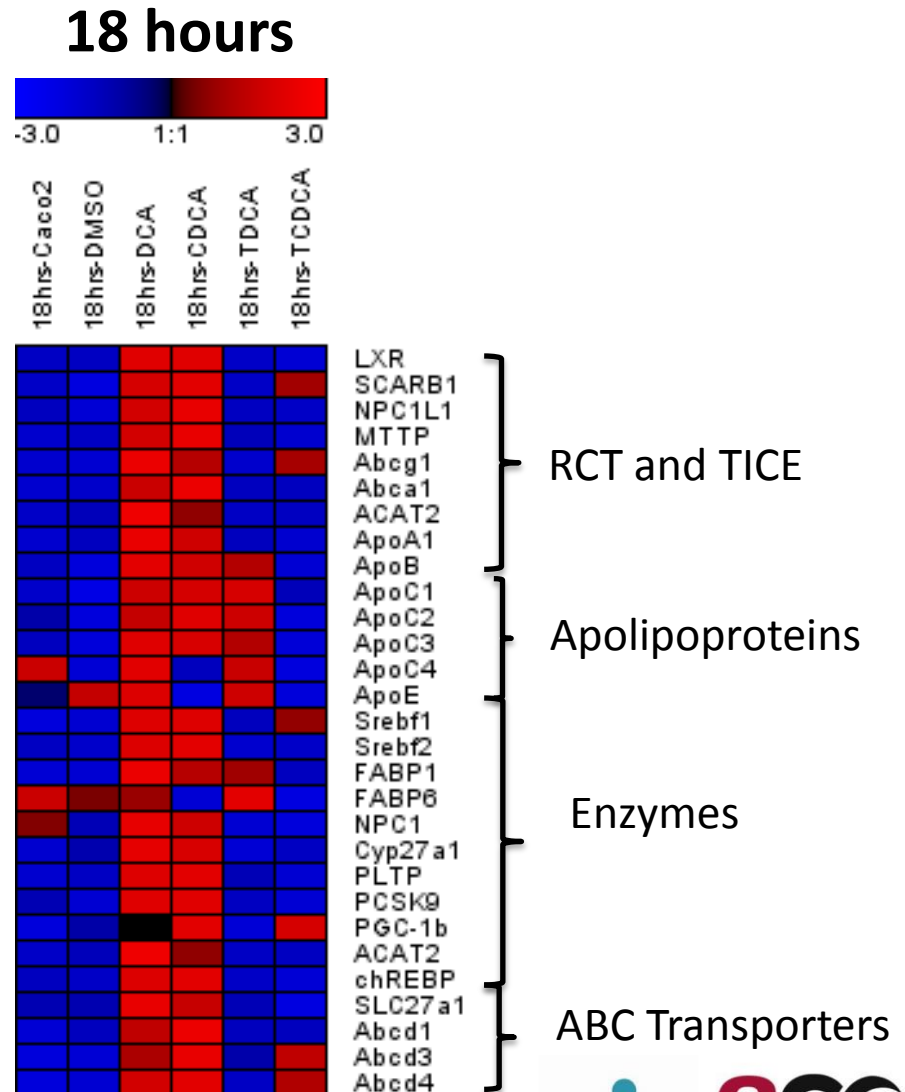 18 hours
-3.0 1:1 3.0
18hrs-Caco2
18hrs-DMSO
18hrs-DCA
18hrs-CDCA
18hrs-TDCA
18hrs-TCDCA
LXR
SCARB1
NPC1L1
MTTP
Abcg1
Abca1
ACAT2
ApoA1
ApoB
RCT and TICE
ApoC1
ApoC2
ApoC3
ApoC4
ApoE
Apolipoproteins
Srebf1
Srebf2
FABP1
FABP6
NPC1
Cyp27a1
PLTP
PCSK9
PGC-1b
ACAT2
chREBP
Enzymes
SLC27a1
Abcd1
Abcd3
Abcd4
ABC Transporters